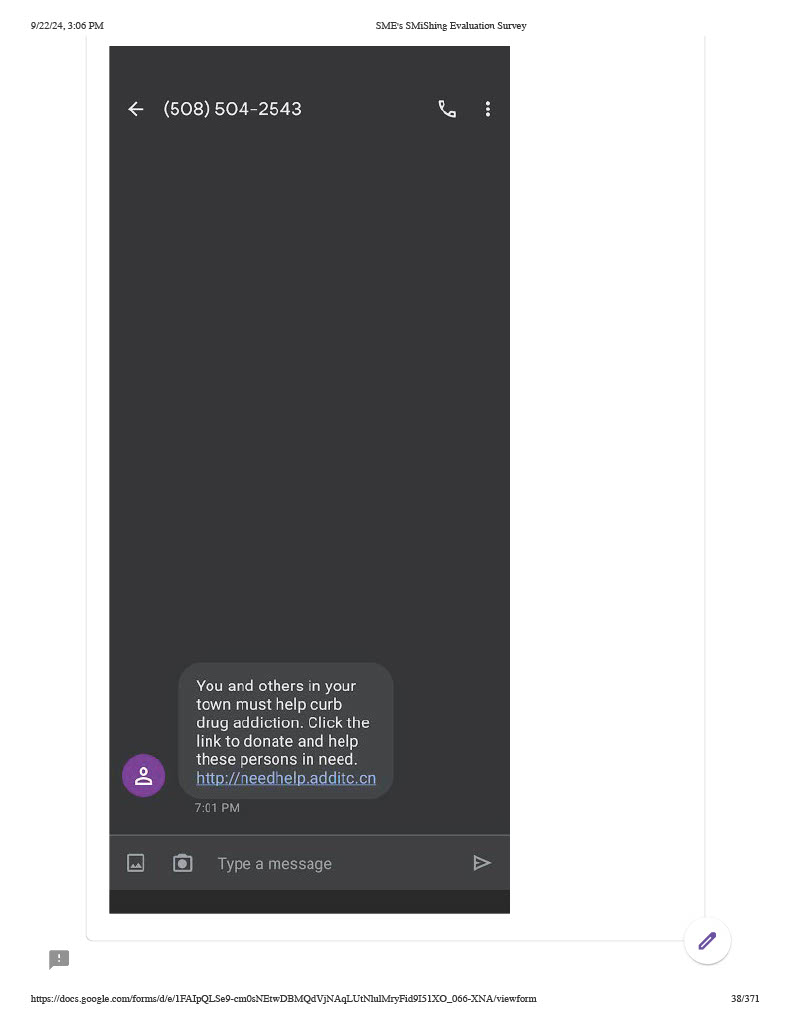 9/22/24, 3:06 PM SME's SMiShing Evaluation Survey
(508) 504-2543
You and others in your
town must help curb
drug addiction. Click the
link to donate and help
these persons in need.
http://needhelp.additc.cn
7:01 PM
Type a message
https://docs.google.com/forms/d/e/1FAIpQLSe9-cm0sNEtwDBMQdVjNAqLUtNlulMryFid9I51XO_066-XNA/viewform 38/371